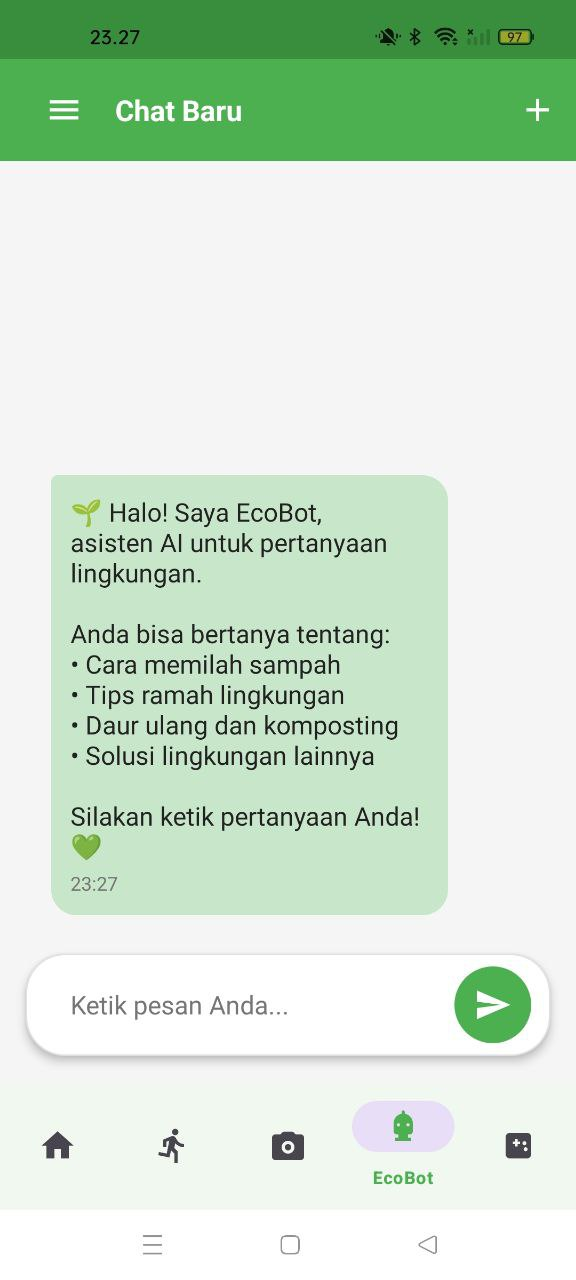 23.27
97
Chat Baru
🌱 Halo! Saya EcoBot,
asisten AI untuk pertanyaan
lingkungan.
Anda bisa bertanya tentang:
• Cara memilah sampah
• Tips ramah lingkungan
• Daur ulang dan komposting
• Solusi lingkungan lainnya
Silakan ketik pertanyaan Anda!
💚
23:27
Ketik pesan Anda...
EcoBot